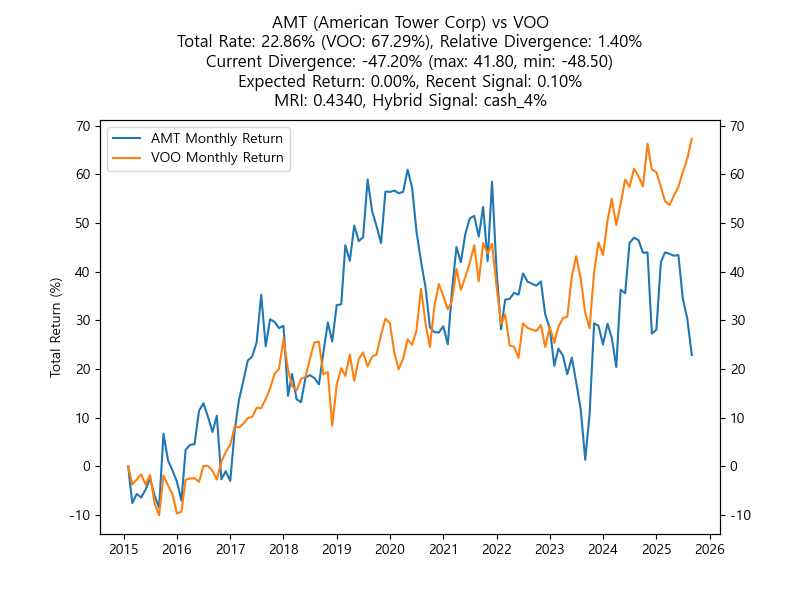 AMT (American Tower Corp) vs VOO
Total Rate: 22.86% (VOO: 67.29%), Relative Divergence: 1.40%
Current Divergence: -47.20% (max: 41.80, min: -48.50)
Expected Return: 0.00%, Recent Signal: 0.10%
MRI: 0.4340, Hybrid Signal: cash_4%
AMT Monthly Return
VOO Monthly Return
Total Return (%)
70
60
50
40
30
20
10
0
-10
70
60
50
40
30
20
10
0
-10
2015 2016 2017 2018 2019 2020 2021 2022 2023 2024 2025 2026